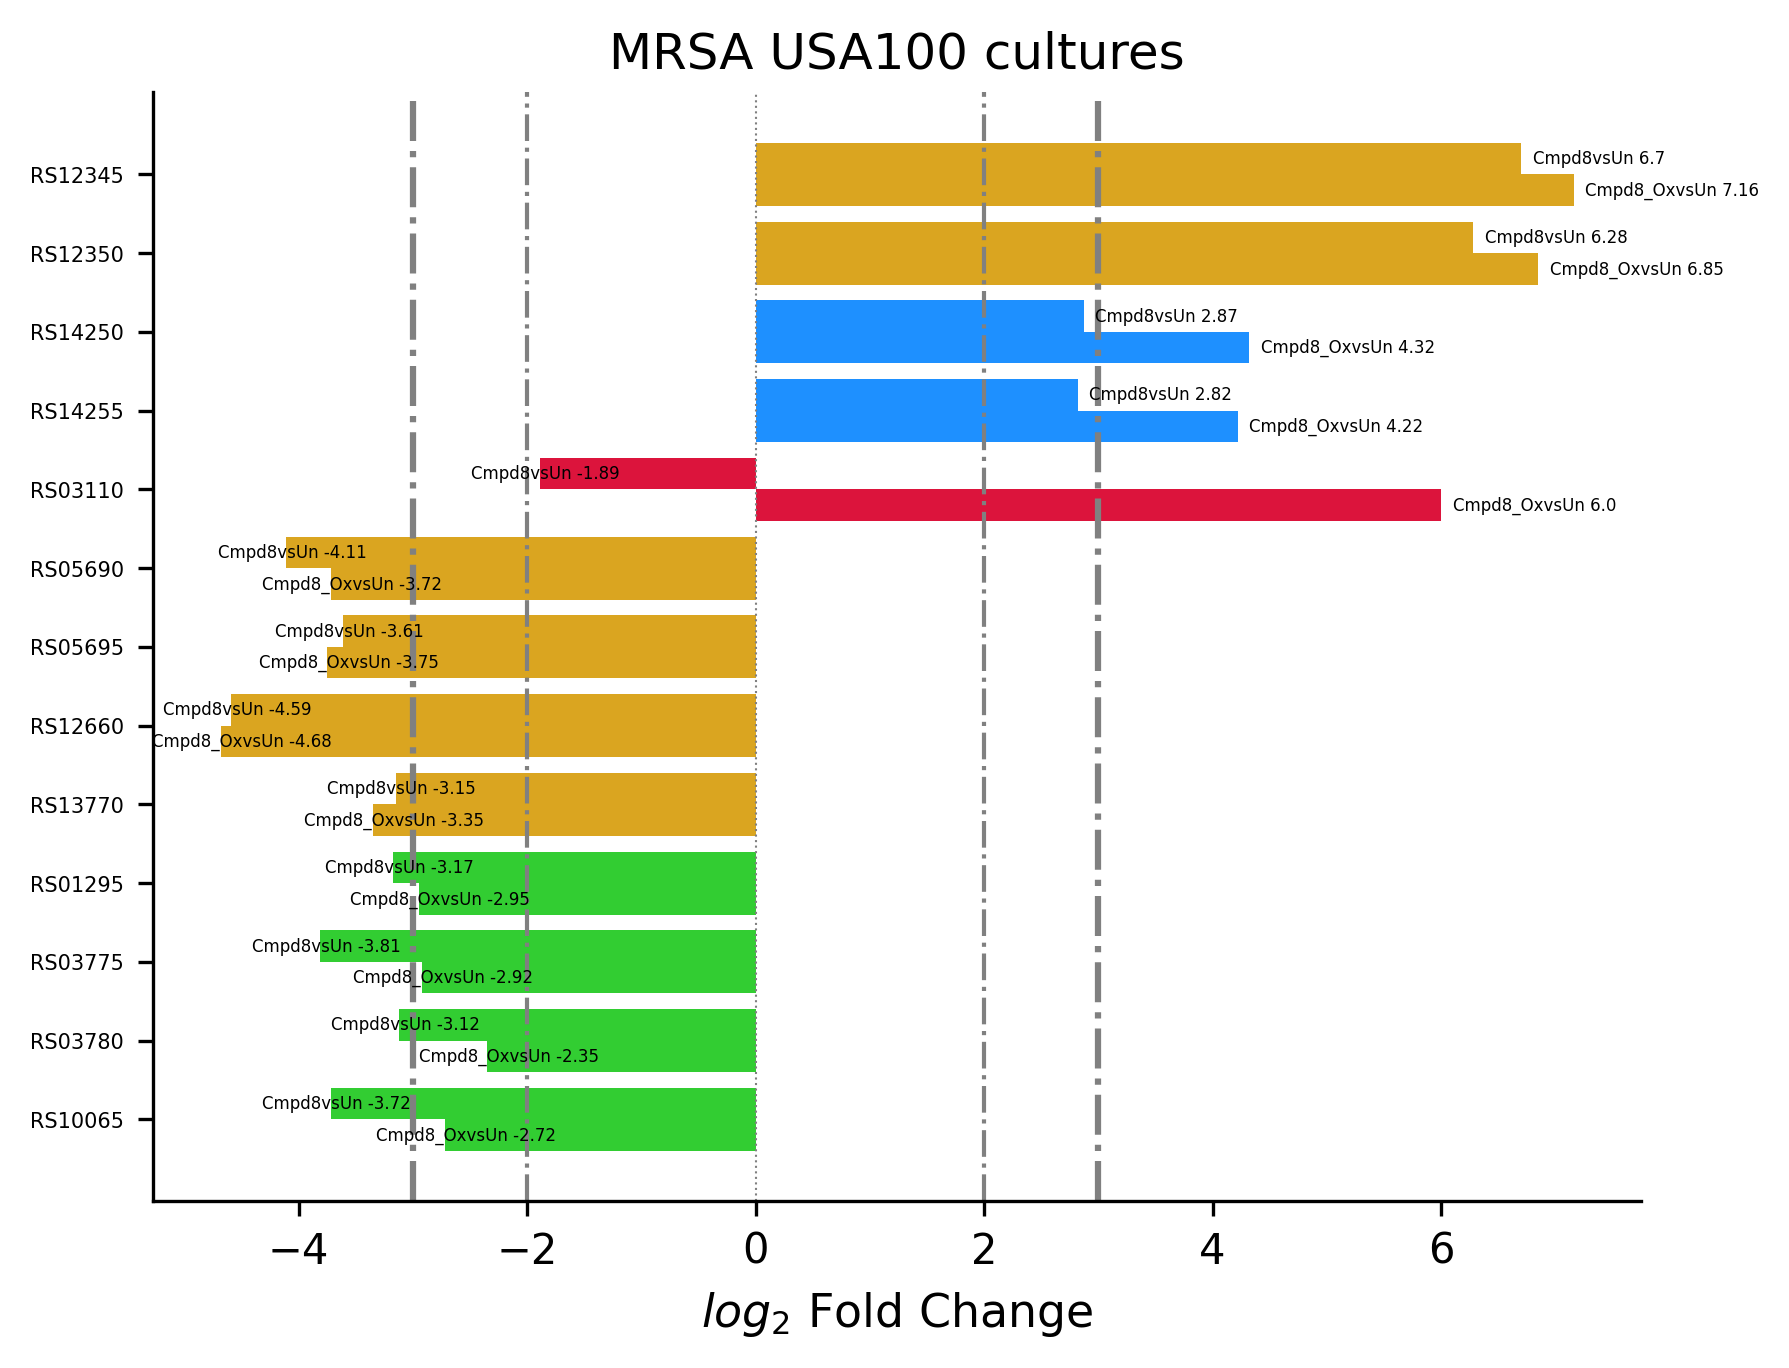 MRSA USA100 cultures
RS12345
Cmpd8vsUn 6.7
Cmpd8_OxvsUn 7.16
RS12350
Cmpd8vsUn 6.28
Cmpd8_OxvsUn 6.85
RS14250
Cmpd8vsUn 2.87
Cmpd8_OxvsUn 4.32
RS14255
Cmpd8vsUn 2.82
Cmpd8_OxvsUn 4.22
RS03110
Cmpd8vsUn -1.89
Cmpd8_OxvsUn 6.0
RS05690
Cmpd8vsUn -4.11
Cmpd8_OxvsUn -3.72
RS05695
Cmpd8vsUn -3.61
Cmpd8_OxvsUn -3.75
RS12660
Cmpd8vsUn -4.59
Cmpd8_OxvsUn -4.68
RS13770
Cmpd8vsUn -3.15
Cmpd8_OxvsUn -3.35
RS01295
Cmpd8vsUn -3.17
Cmpd8_OxvsUn -2.95
RS03775
Cmpd8vsUn -3.81
Cmpd8_OxvsUn -2.92
RS03780
Cmpd8vsUn -3.12
Cmpd8_OxvsUn -2.35
RS10065
Cmpd8vsUn -3.72
Cmpd8_OxvsUn -2.72
−4 −2 0 2 4 6
log₂ Fold Change